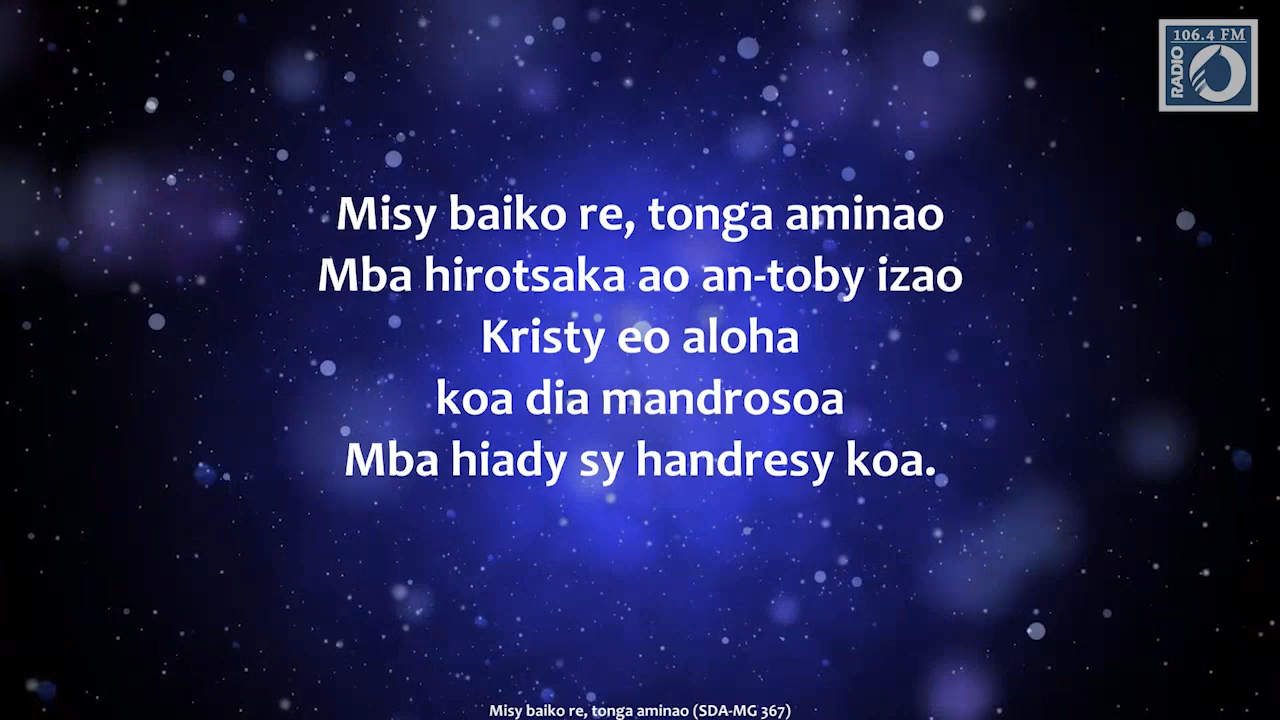 106.4 FM
RADIO
Misy baiko re, tonga aminao
Mba hirotsaka ao an-toby izao
Kristy eo aloha
koa dia mandrosoa
Mba hiady sy handresy koa.
Misy baiko re, tonga aminao (SDA-MG 367)